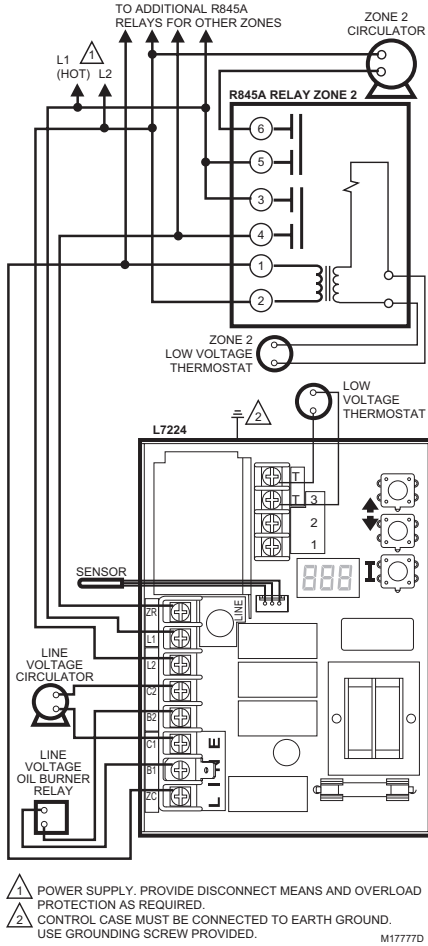 TO ADDITIONAL R845A
RELAYS FOR OTHER ZONES
ZONE 2
CIRCULATOR
L1
(HOT)
1
L2
R845A RELAY ZONE 2
6
5
3
4
1
2
ZONE 2
LOW VOLTAGE
THERMOSTAT
2
LOW
VOLTAGE
THERMOSTAT
L7224
T
T 3
2
1
SENSOR
888
ZR
LINE
L1
L2
LINE
VOLTAGE
CIRCULATOR
C2
B2
C1
B1
ZC
LINE
LINE
VOLTAGE
OIL BURNER
RELAY
1 POWER SUPPLY. PROVIDE DISCONNECT MEANS AND OVERLOAD
PROTECTION AS REQUIRED.
2 CONTROL CASE MUST BE CONNECTED TO EARTH GROUND.
USE GROUNDING SCREW PROVIDED.
M17777D